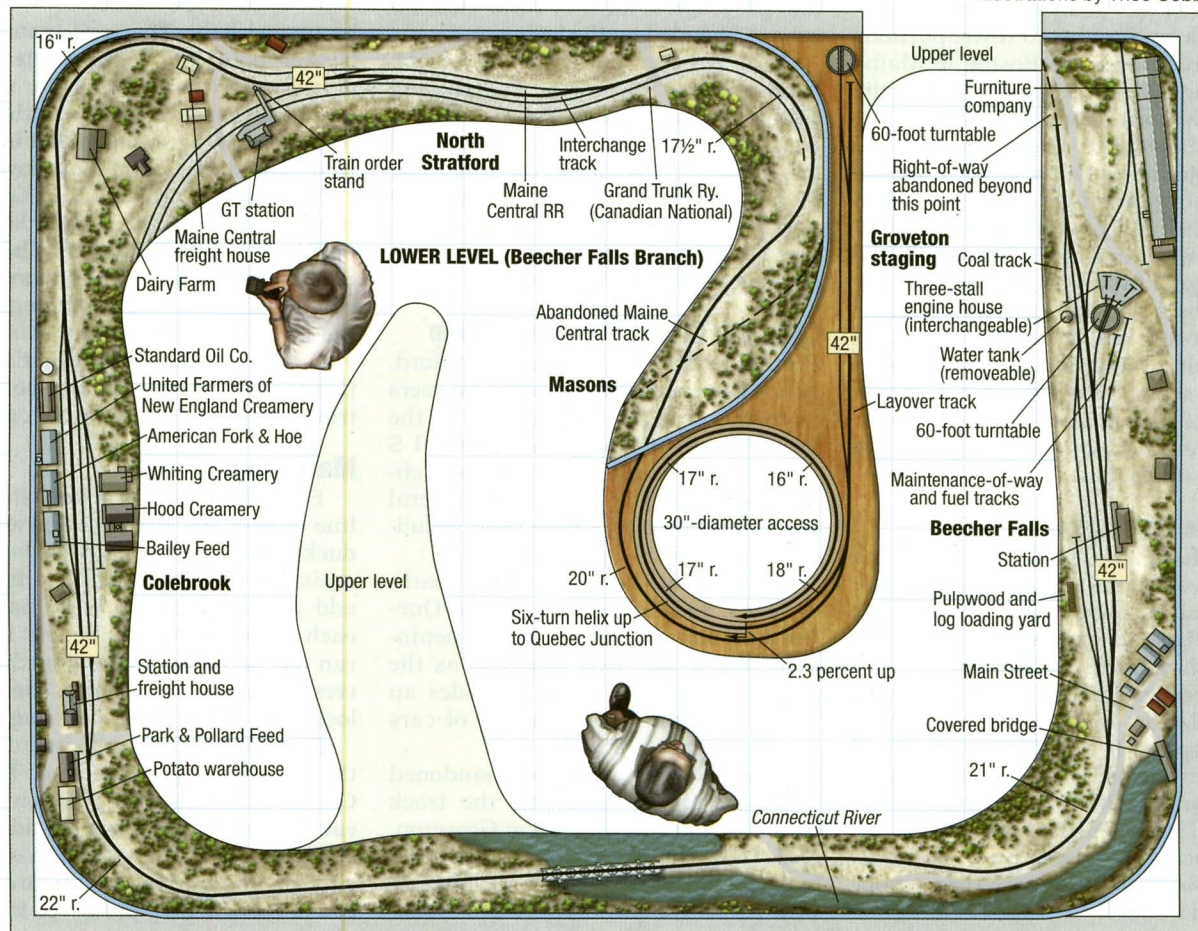 16" r.
42"
Train order
stand
GT station
Maine Central
freight house
Dairy Farm
North
Stratford
Interchange
track
17½" r.
Maine
Central RR
Grand Trunk Ry.
(Canadian National)
Upper level
60-foot turntable
Furniture
company
Right-of-way
abandoned beyond
this point
LOWER LEVEL (Beecher Falls Branch)
Groveton
staging
Coal track
Three-stall
engine house
(interchangeable)
Water tank
(removeable)
Abandoned Maine
Central track
42"
Masons
Layover track
60-foot turntable
Maintenance-of-way
and fuel tracks
Standard Oil Co.
United Farmers of
New England Creamery
American Fork & Hoe
Whiting Creamery
Hood Creamery
Bailey Feed
Colebrook
Upper level
17" r.
16" r.
30"-diameter access
17" r.
18" r.
20" r.
Six-turn helix up
to Quebec Junction
2.3 percent up
Beecher Falls
Station
42"
Pulpwood and
log loading yard
Main Street
Covered bridge
21" r.
42"
Station and
freight house
Park & Pollard Feed
Potato warehouse
Connecticut River
22" r.